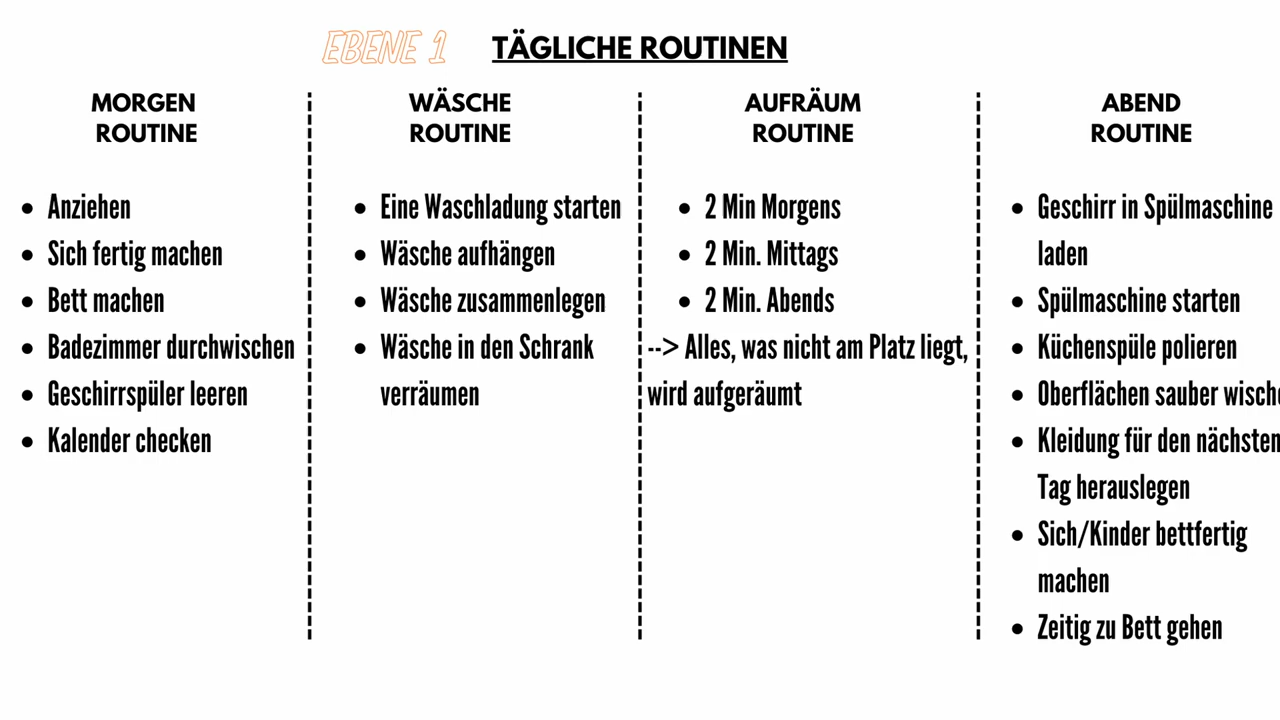 EBENE 1 TÄGLICHE ROUTINEN
MORGEN
ROUTINE
Anziehen
Sich fertig machen
Bett machen
Badezimmer durchwischen
Geschirrspüler leeren
Kalender checken
WÄSCHE
ROUTINE
Eine Waschladung starten
Wäsche aufhängen
Wäsche zusammenlegen
Wäsche in den Schrank
verräumen
AUFRÄUM
ROUTINE
2 Min Morgens
2 Min. Mittags
2 Min. Abends
--> Alles, was nicht am Platz liegt,
wird aufgeräumt
ABEND
ROUTINE
Geschirr in Spülmaschine
laden
Spülmaschine starten
Küchenspüle polieren
Oberflächen sauber wische
Kleidung für den nächsten
Tag herauslegen
Sich/Kinder bettfertig
machen
Zeitig zu Bett gehen